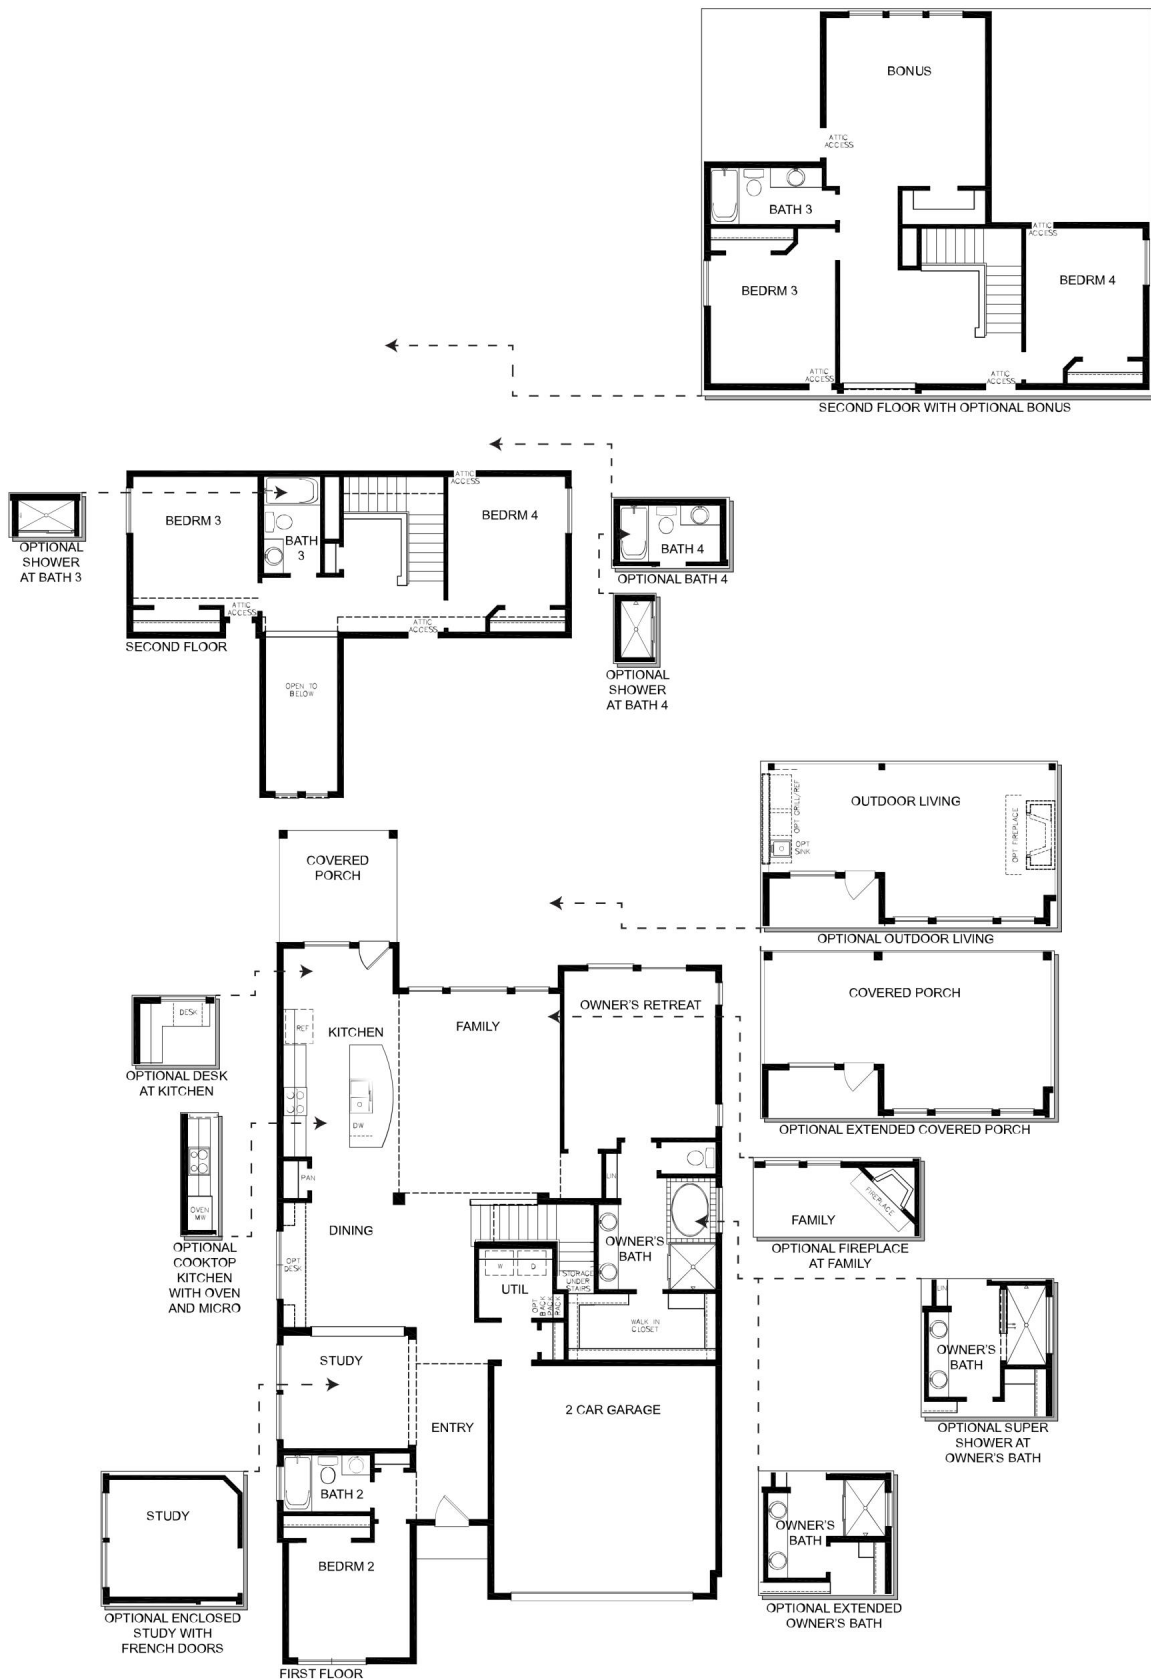 BONUS
ATTIC
ACCESS
BATH 3
ATTIC
ACCESS
BEDRM 3
BEDRM 4
ATTIC
ACCESS
ATTIC
ACCESS
SECOND FLOOR WITH OPTIONAL BONUS
ATTIC
ACCESS
BEDRM 3
BATH
3
BEDRM 4
OPTIONAL
SHOWER
AT BATH 3
ATTIC
ACCESS
ATTIC
ACCESS
SECOND FLOOR
OPEN TO
BELOW
BATH 4
OPTIONAL BATH 4
OPTIONAL
SHOWER
AT BATH 4
OUTDOOR LIVING
OPT GRILL/REF
OPT
SINK
OPT FIREPLACE
OPTIONAL OUTDOOR LIVING
COVERED PORCH
OPTIONAL EXTENDED COVERED PORCH
COVERED
PORCH
DESK
OPTIONAL DESK
AT KITCHEN
REF
KITCHEN
FAMILY
OWNER'S RETREAT
DW
PAN
LIN
OVEN
MW
OPTIONAL
COOKTOP
KITCHEN
WITH OVEN
AND MICRO
FIREPLACE
FAMILY
OPTIONAL FIREPLACE
AT FAMILY
DINING
OPT
DESK
OWNER'S
BATH
W
D
UTIL
STORAGE
UNDER
STAIRS
OPT
BACK
PACK
RACK
WALK IN
CLOSET
LIN
OWNER'S
BATH
OPTIONAL SUPER
SHOWER AT
OWNER'S BATH
STUDY
ENTRY
2 CAR GARAGE
BATH 2
BEDRM 2
STUDY
OPTIONAL ENCLOSED
STUDY WITH
FRENCH DOORS
OWNER'S
BATH
OPTIONAL EXTENDED
OWNER'S BATH
FIRST FLOOR